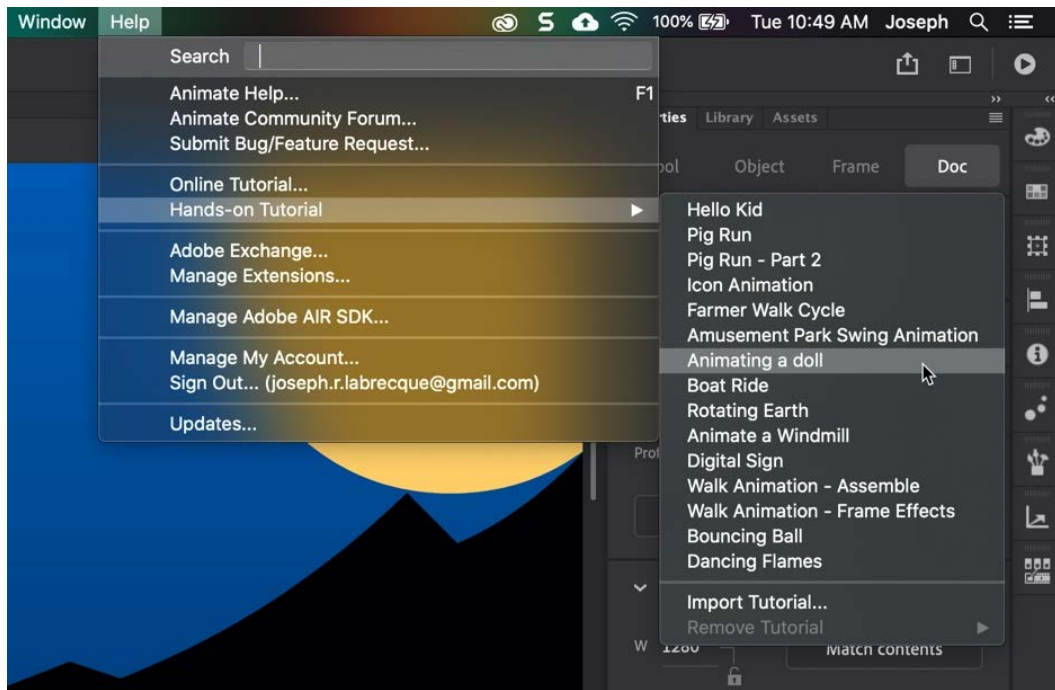 Window Help 100% Tue 10:49 AM Joseph
Search
Animate Help... F1
Animate Community Forum...
Submit Bug/Feature Request...
Online Tutorial...
Hands-on Tutorial
Adobe Exchange...
Manage Extensions...
Manage Adobe AIR SDK...
Manage My Account...
Sign Out... (joseph.r.labrecque@gmail.com)
Updates...
rties Library Assets
ool Object Frame Doc
Hello Kid
Pig Run
Pig Run - Part 2
Icon Animation
Farmer Walk Cycle
Amusement Park Swing Animation
Animating a doll
Boat Ride
Rotating Earth
Animate a Windmill
Digital Sign
Walk Animation - Assemble
Walk Animation - Frame Effects
Bouncing Ball
Dancing Flames
Import Tutorial...
Remove Tutorial
Prof
W 1280 Match contents